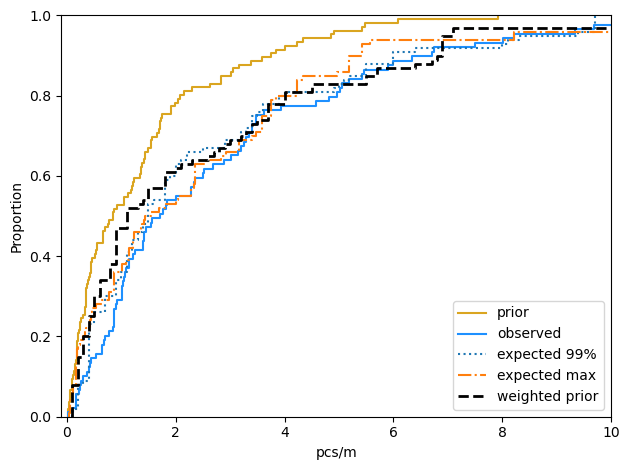 1.0
0.8
0.6
0.4
0.2
0.0
Proportion
0
2
4
6
8
10
pcs/m
prior
observed
expected 99%
expected max
weighted prior